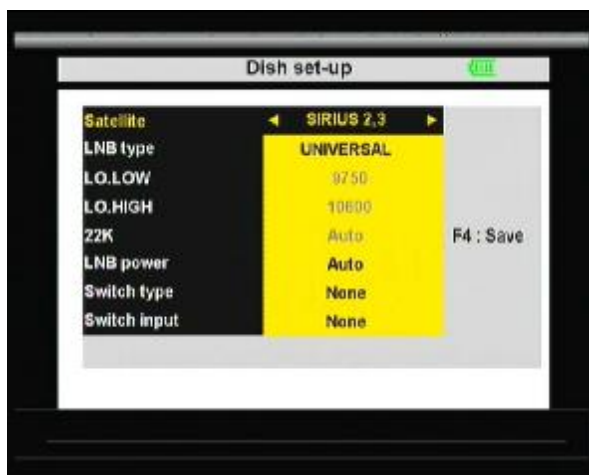 Dish set-up
Satellite ◄ SIRIUS 2,3 ►
LNB type UNIVERSAL
LO.LOW 9750
LO.HIGH 10600
22K Auto F4 : Save
LNB power Auto
Switch type None
Switch input None